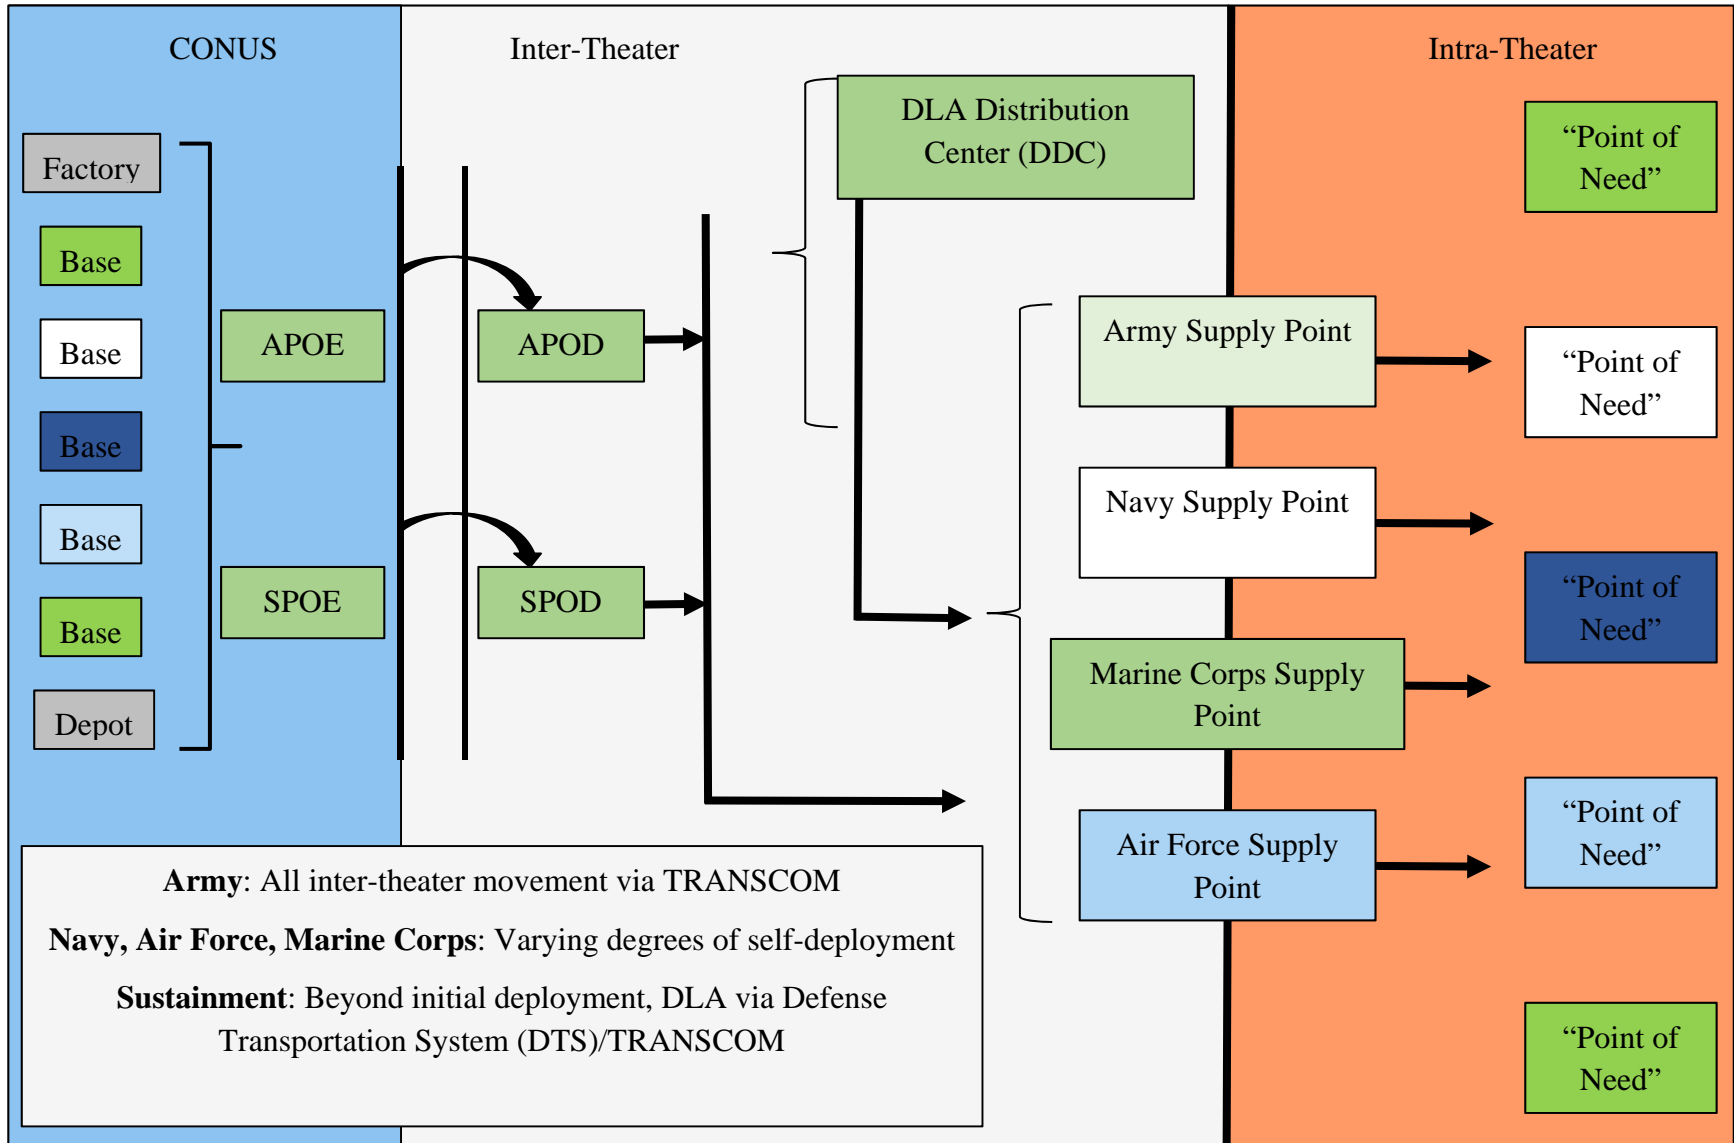 CONUS
Inter-Theater
Intra-Theater
Factory
Base
Base
Base
Base
Base
Depot
APOE
SPOE
APOD
SPOD
DLA Distribution
Center (DDC)
Army Supply Point
Navy Supply Point
Marine Corps Supply
Point
Air Force Supply
Point
“Point of
Need”
“Point of
Need”
“Point of
Need”
“Point of
Need”
“Point of
Need”
Army: All inter-theater movement via TRANSCOM
Navy, Air Force, Marine Corps: Varying degrees of self-deployment
Sustainment: Beyond initial deployment, DLA via Defense
Transportation System (DTS)/TRANSCOM